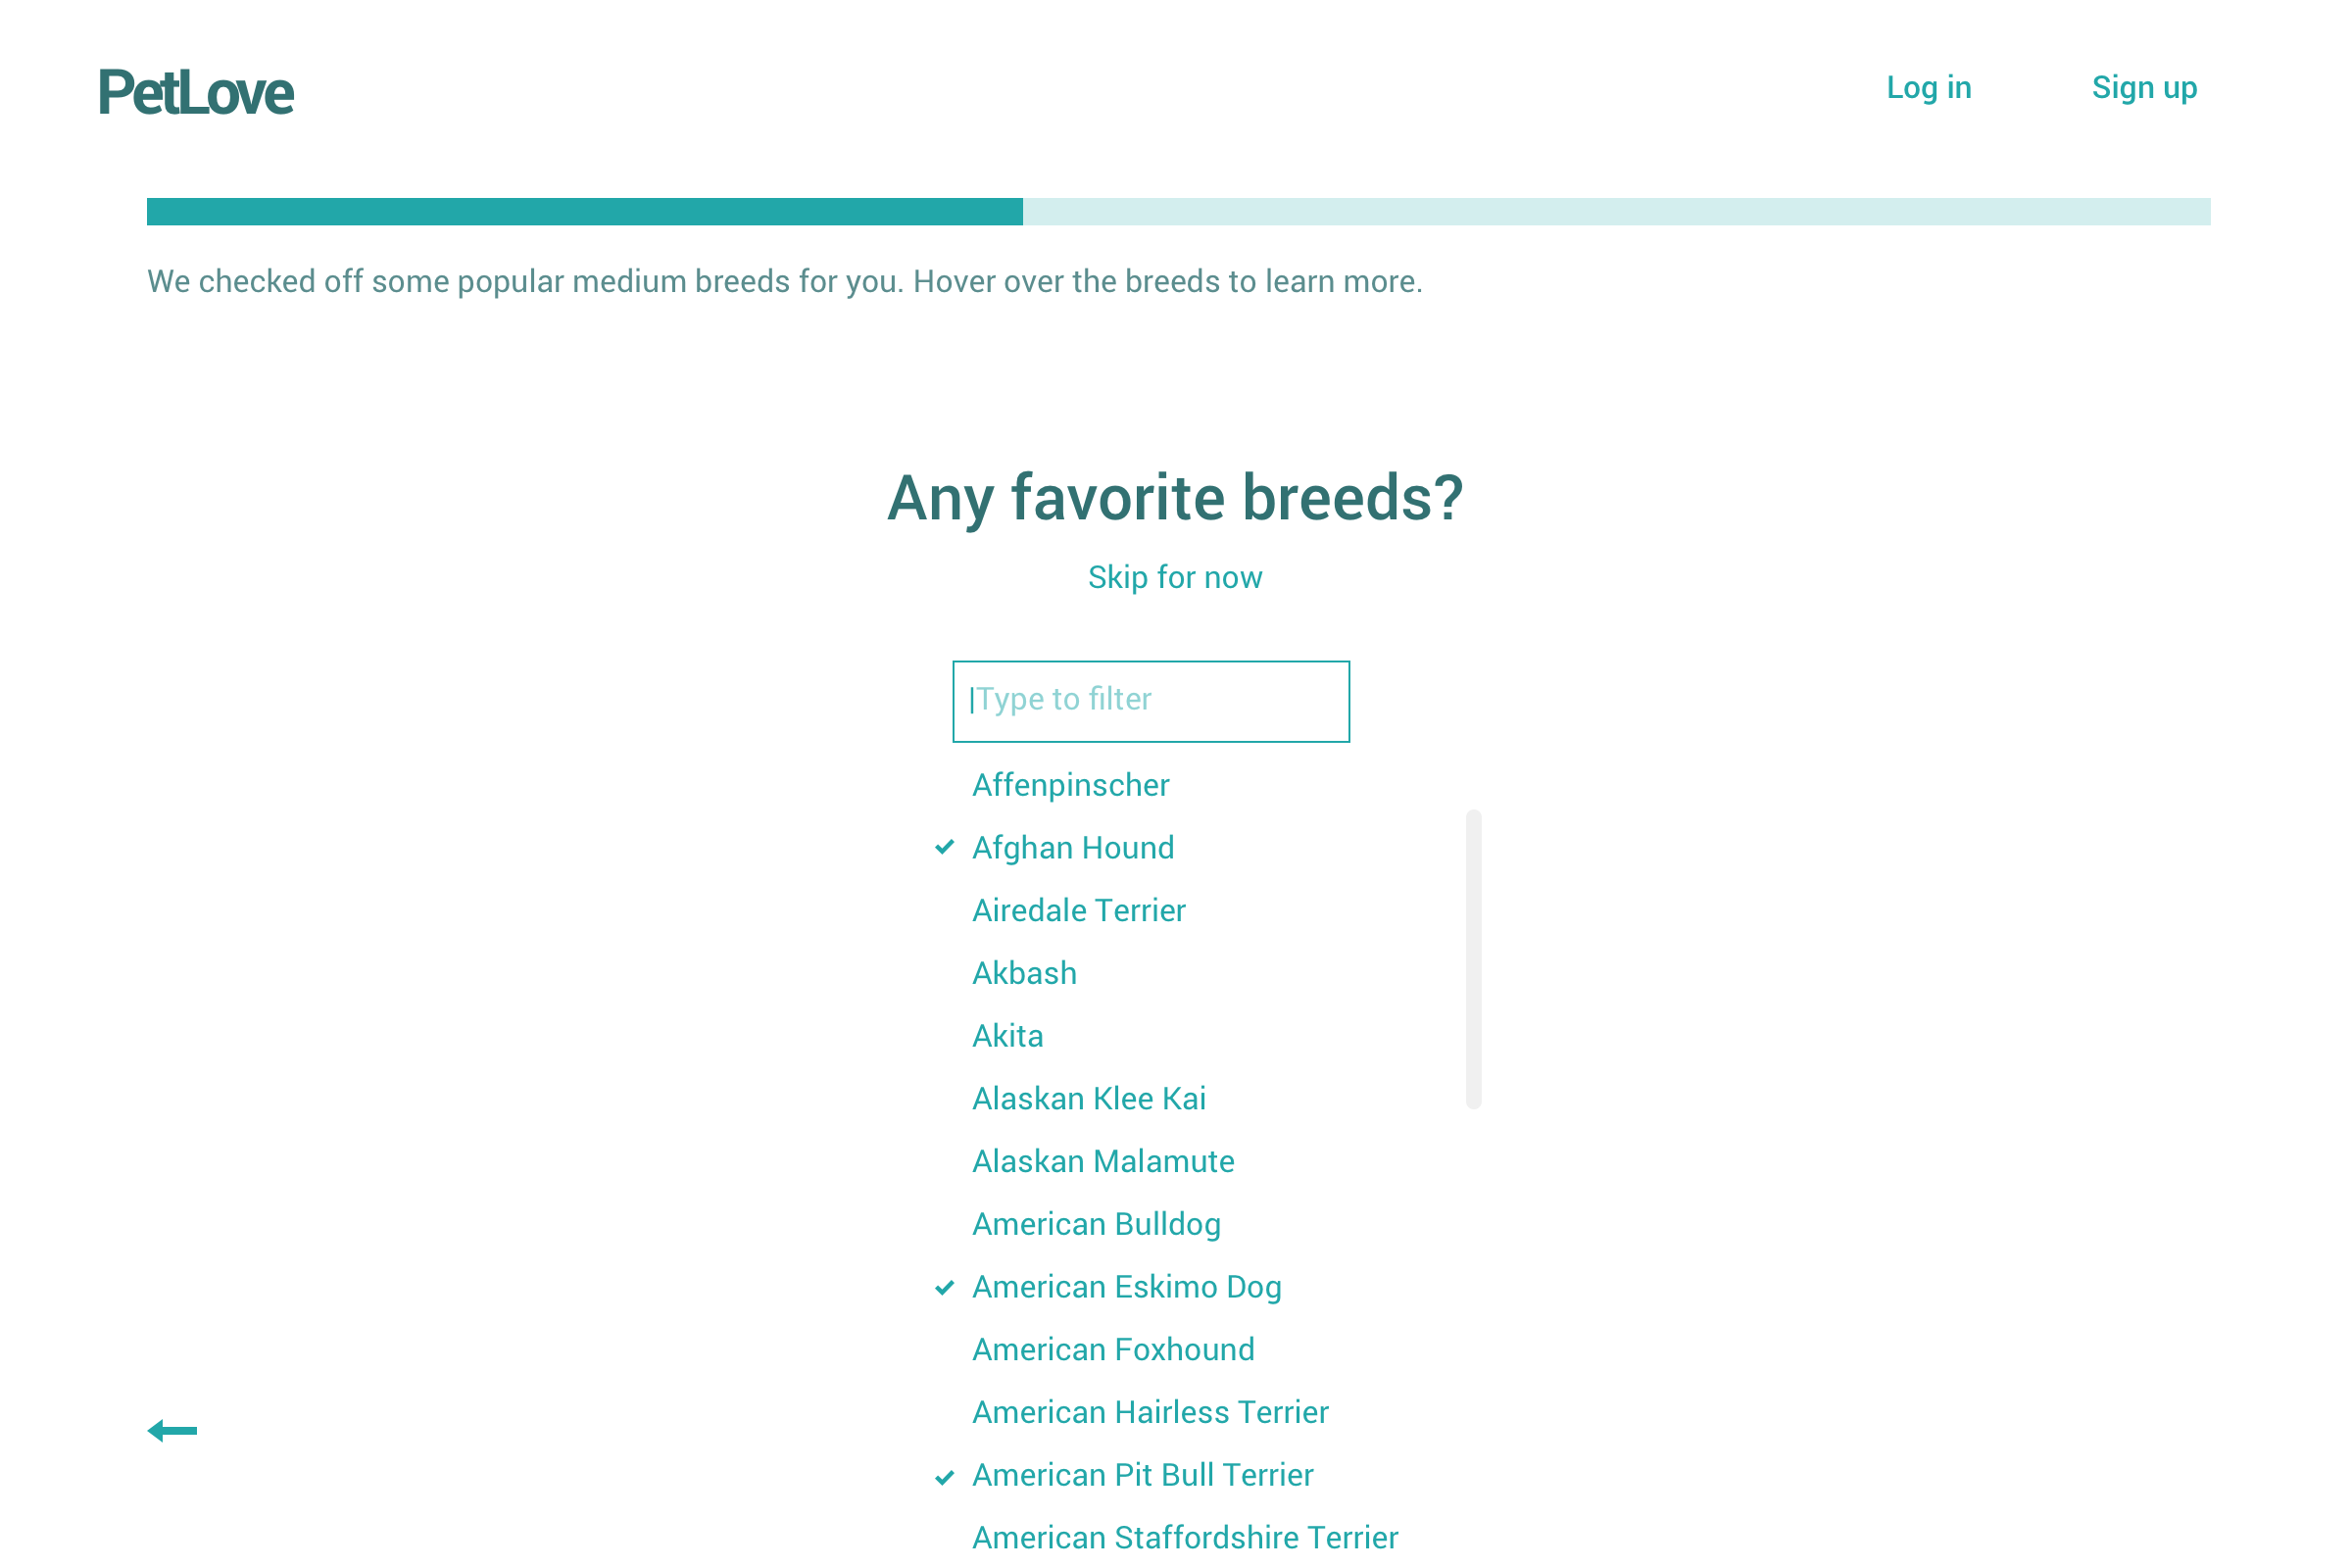 PetLove
Log in
Sign up
We checked off some popular medium breeds for you. Hover over the breeds to learn more.
Any favorite breeds?
Skip for now
Type to filter
Affenpinscher
Afghan Hound
Airedale Terrier
Akbash
Akita
Alaskan Klee Kai
Alaskan Malamute
American Bulldog
American Eskimo Dog
American Foxhound
American Hairless Terrier
American Pit Bull Terrier
American Staffordshire Terrier